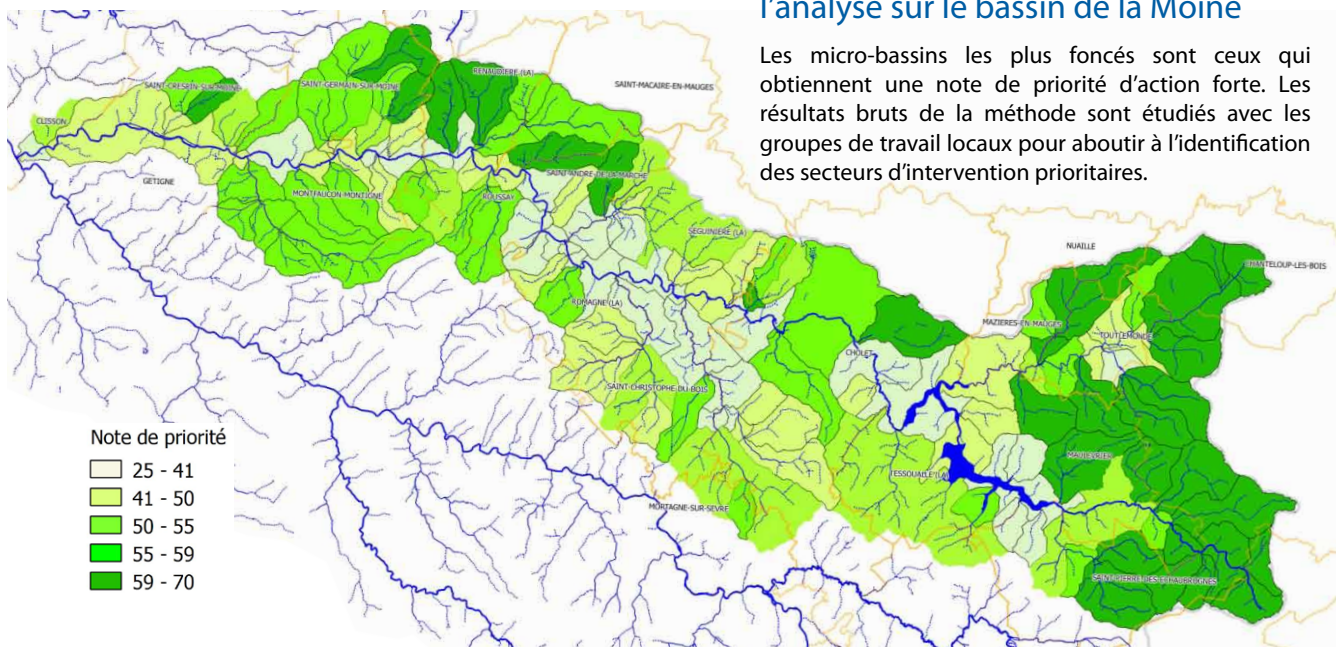 l'analyse sur le bassin de la Moine
Les micro-bassins les plus foncés sont ceux qui
obtiennent une note de priorité d'action forte. Les
résultats bruts de la méthode sont étudiés avec les
groupes de travail locaux pour aboutir à l'identification
des secteurs d'intervention prioritaires.
RENAUDIERE (LA)
SAINT-MACAIRE-EN-MAUGES
SAINT-CRESPIN-SUR-MOINE
SAINT-GERMAIN-SUR-MOINE
CLISSON
GETIGNE
MONTFAUCON-MONTIGNE
ROUSSAY
SAINT-ANDRE-DE-LA-MARCHE
SEGUINIERE (LA)
NUAILLE
CHANTELOUP-LES-BOIS
ROMAGNE (LA)
MAZIERES-EN-MAUGES
TOUTLEMONDE
CHOLET
SAINT-CHRISTOPHE-DU-BOIS
MAULEVRIER
TESSOUALLE (LA)
MORTAGNE-SUR-SEVRE
SAINT-PIERRE-DES-ECHAUBROGNES
Note de priorité
25 - 41
41 - 50
50 - 55
55 - 59
59 - 70